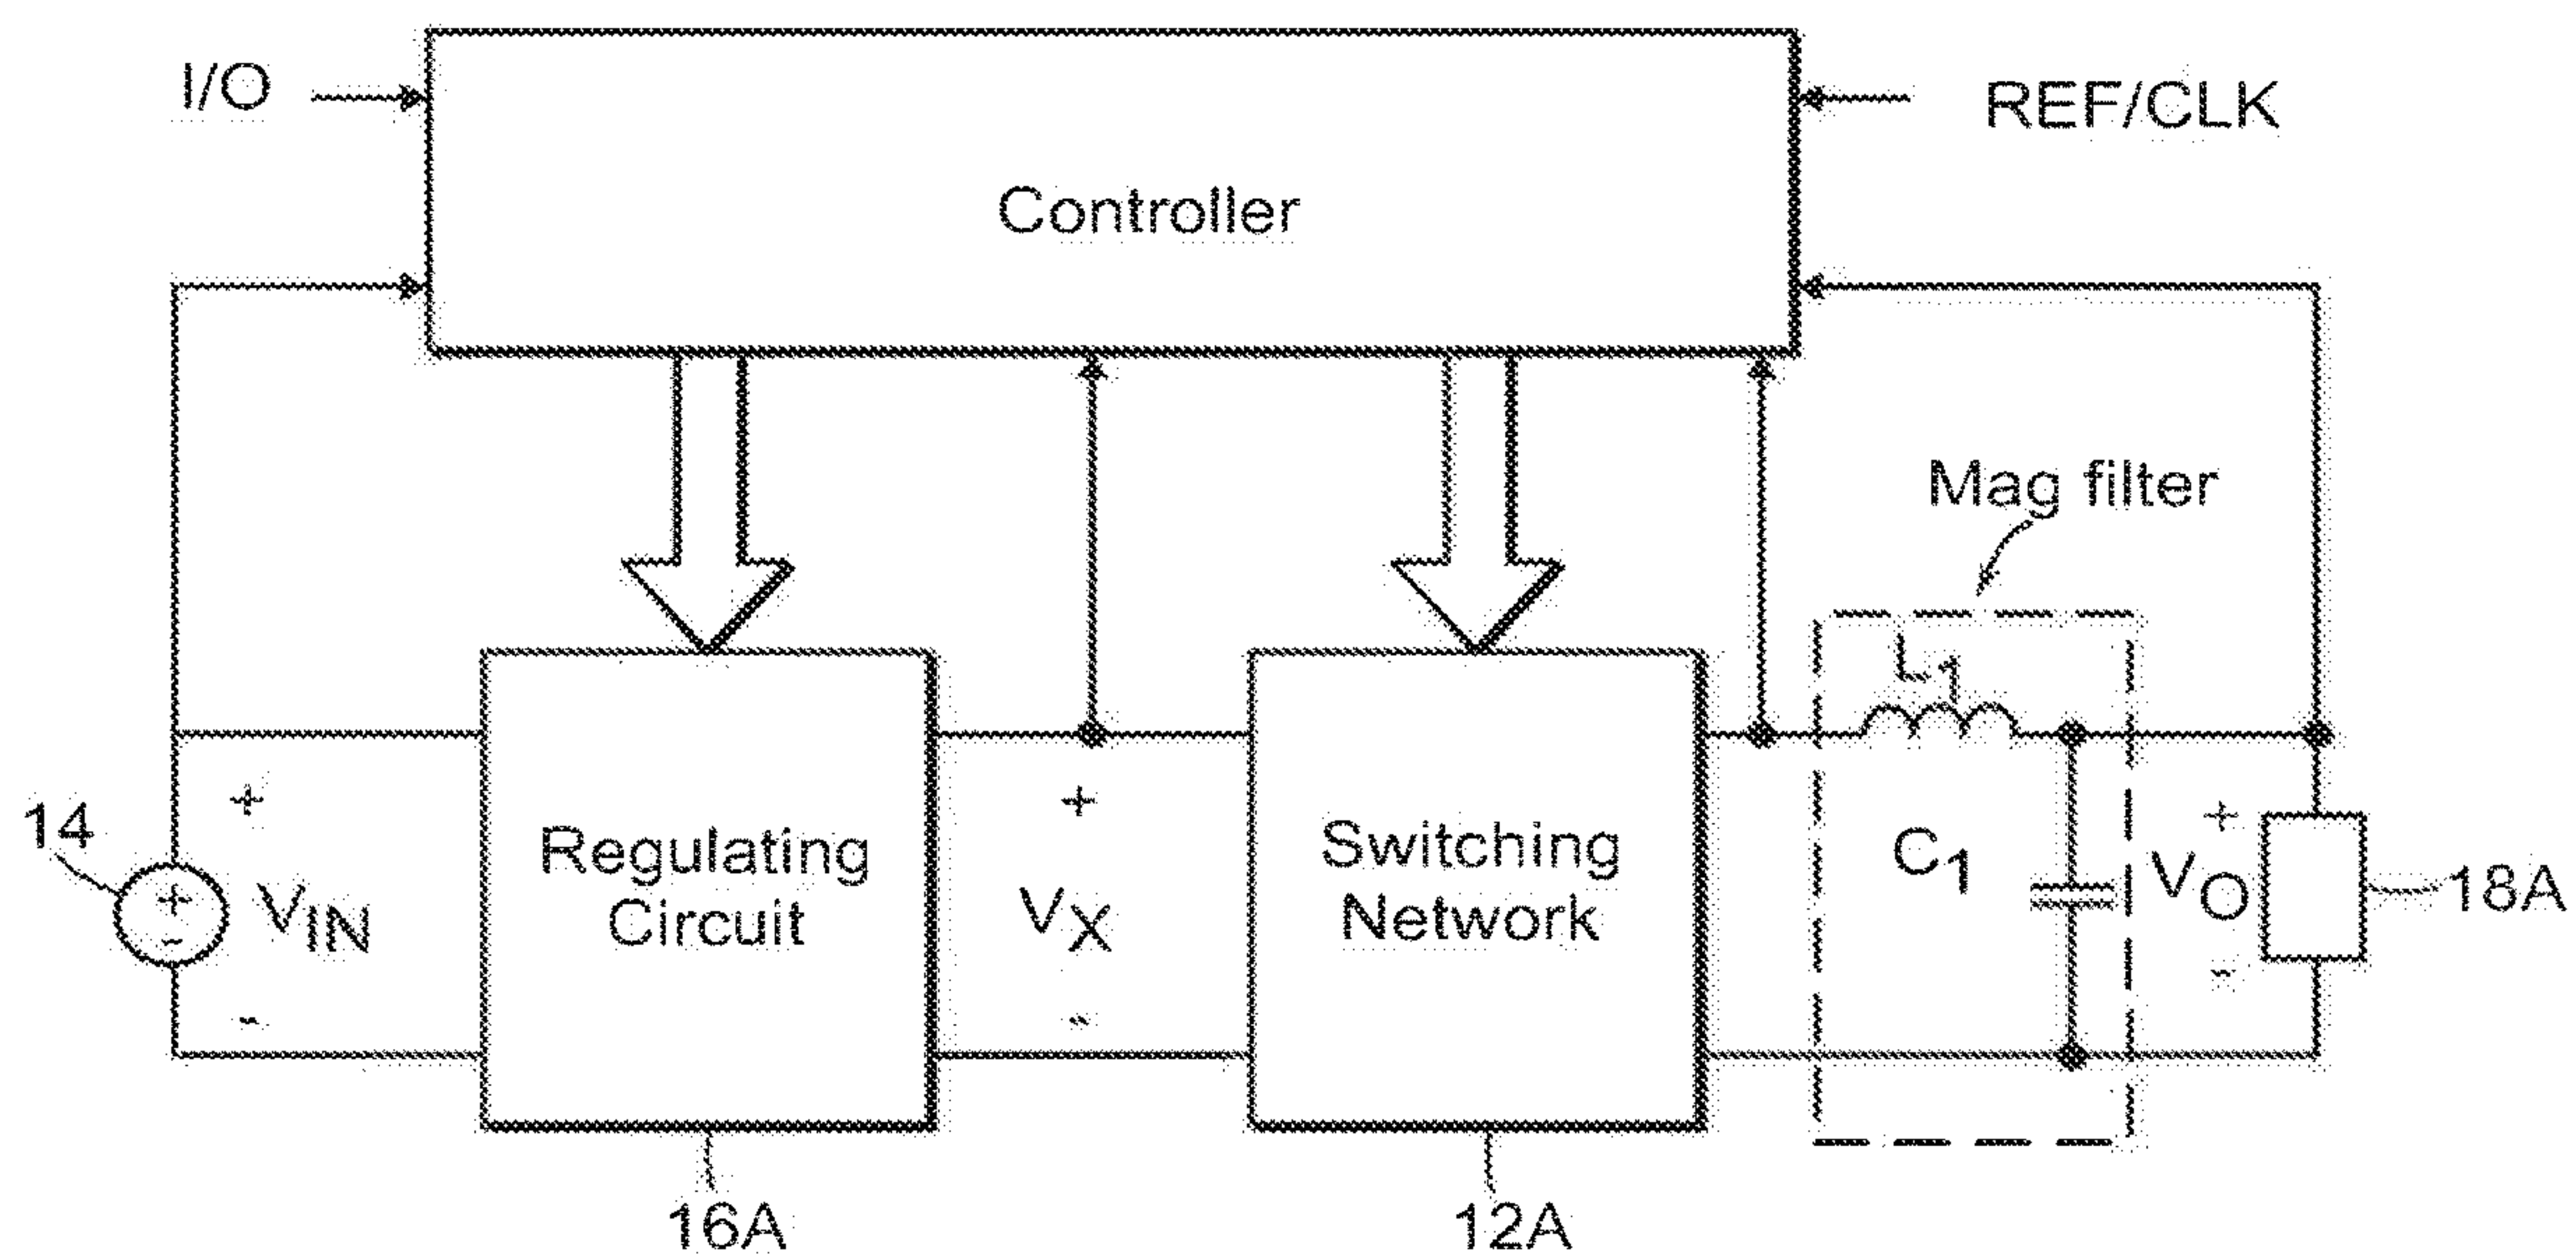 I/O
REF/CLK
Controller
Mag filter
L1
+
+
+
14
+
-
VIN
Regulating
Circuit
VX
Switching
Network
C1
VO
18A
-
-
-
16A
12A